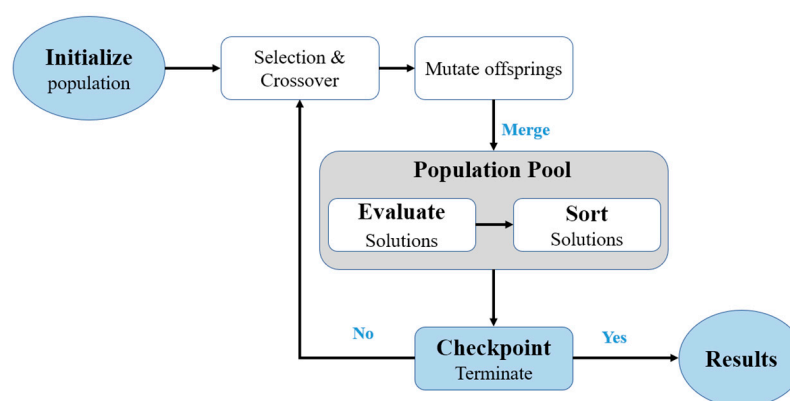 Initialize
population
Selection &
Crossover
Mutate offsprings
Merge
Population Pool
Evaluate
Solutions
Sort
Solutions
No
Checkpoint
Terminate
Yes
Results